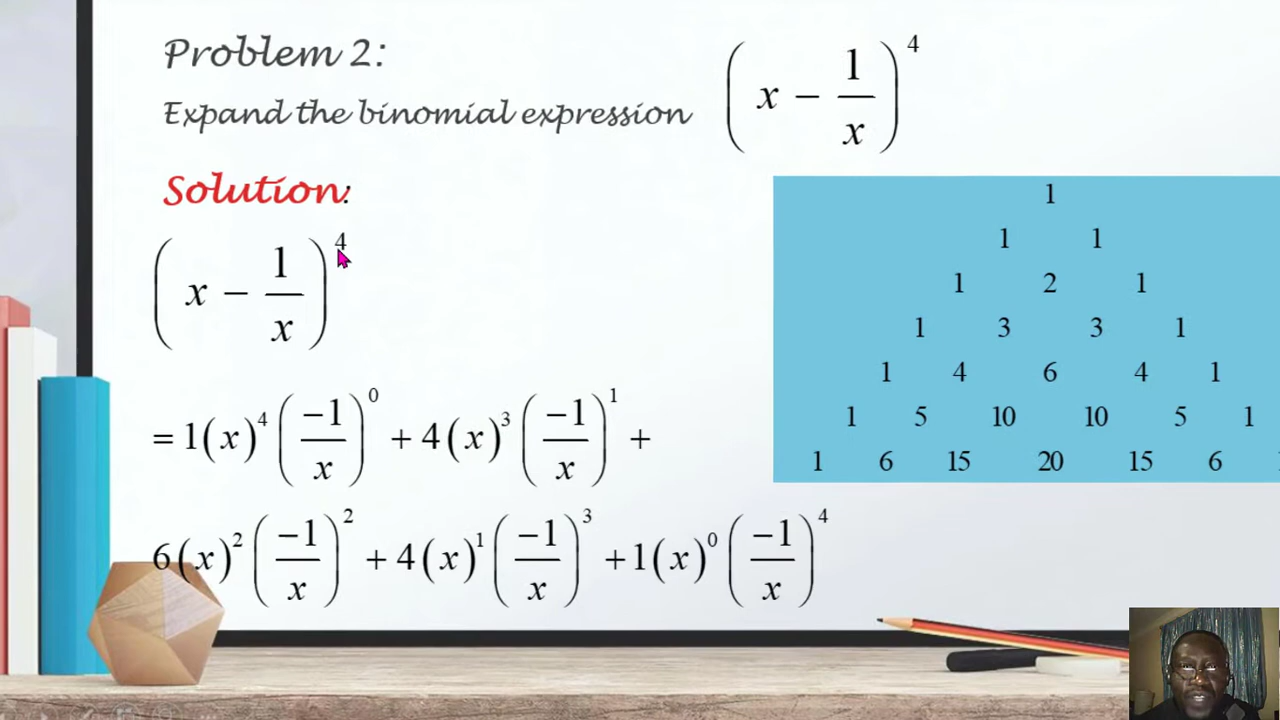 Problem 2:
Expand the binomial expression (x − 1/x)^4
Solution:
(x − 1/x)^4
= 1(x)^4 (−1/x)^0 + 4(x)^3 (−1/x)^1 +
6(x)^2 (−1/x)^2 + 4(x)^1 (−1/x)^3 + 1(x)^0 (−1/x)^4
1
1 1
1 2 1
1 3 3 1
1 4 6 4 1
1 5 10 10 5 1
1 6 15 20 15 6